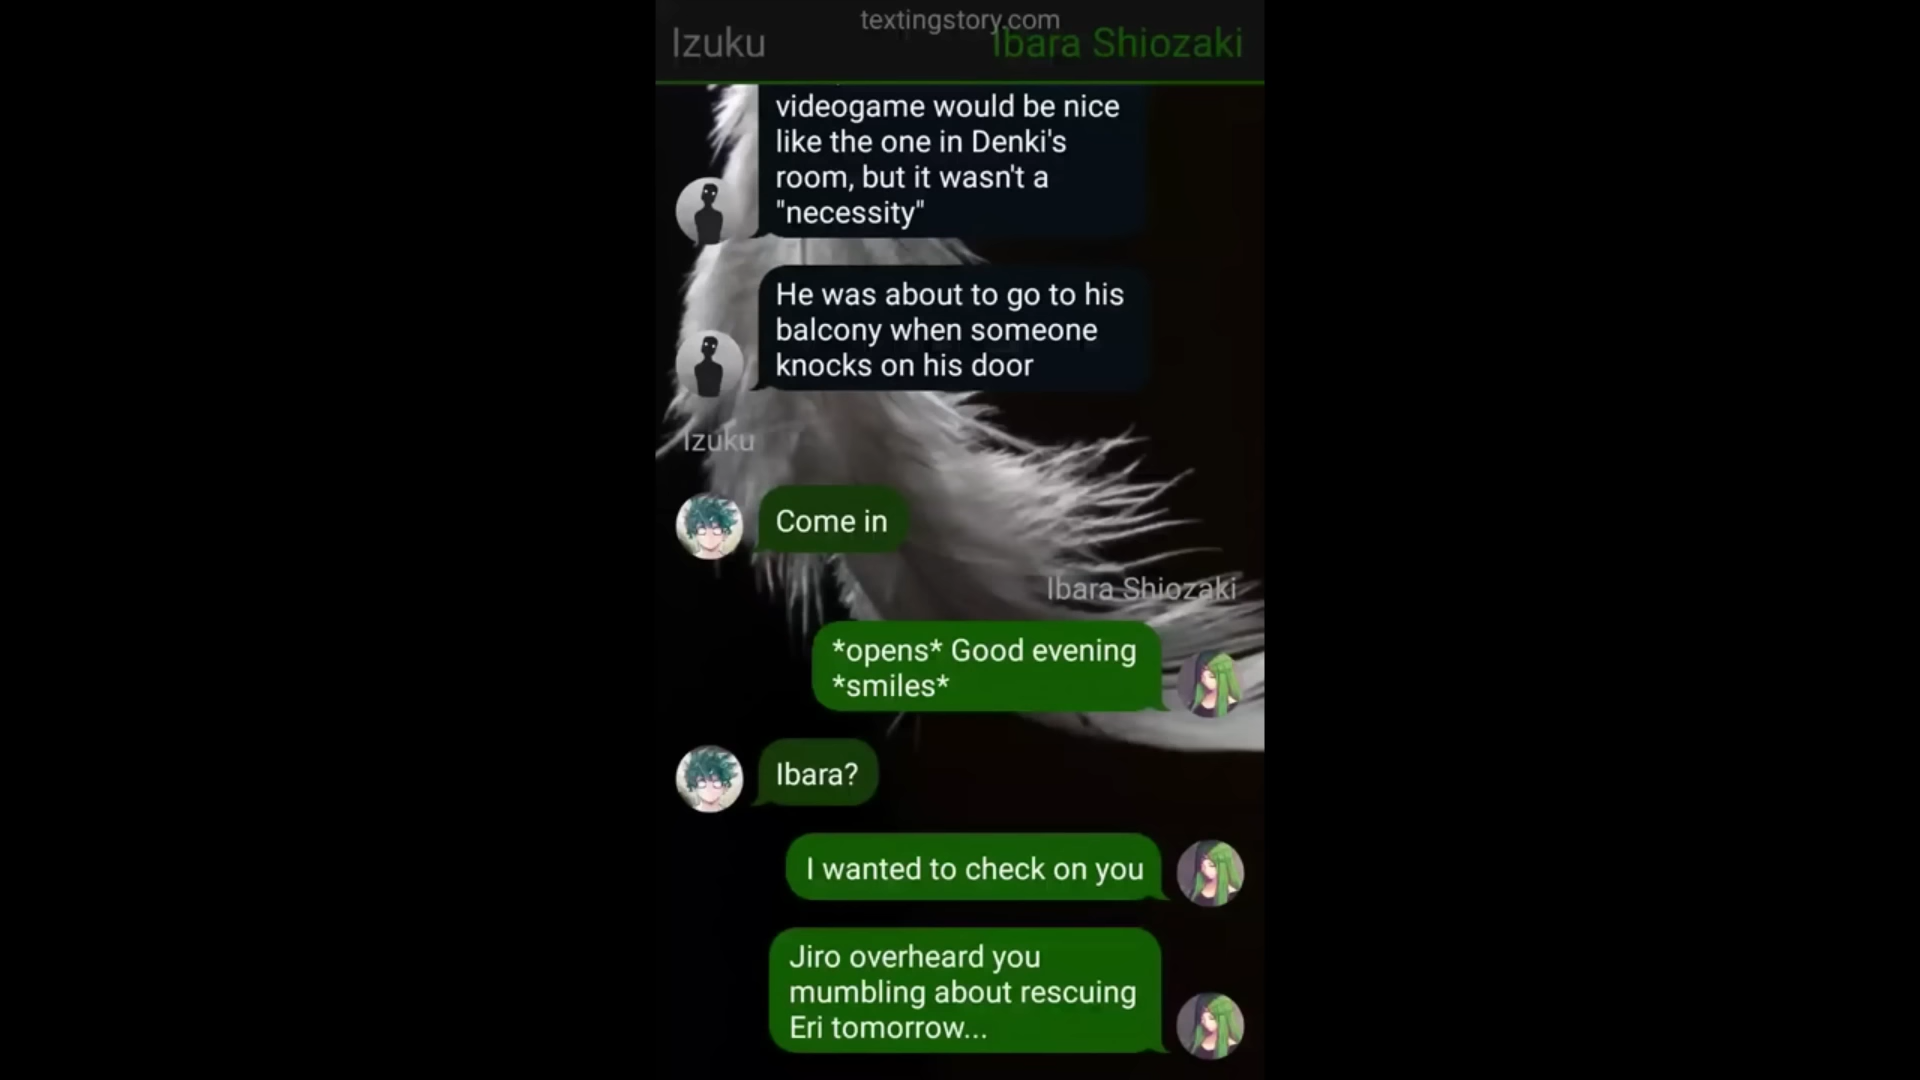 textingstory.com
Izuku
Ibara Shiozaki
videogame would be nice
like the one in Denki's
room, but it wasn't a
"necessity"
He was about to go to his
balcony when someone
knocks on his door
Izuku
Come in
Ibara Shiozaki
*opens* Good evening
*smiles*
Ibara?
I wanted to check on you
Jiro overheard you
mumbling about rescuing
Eri tomorrow...